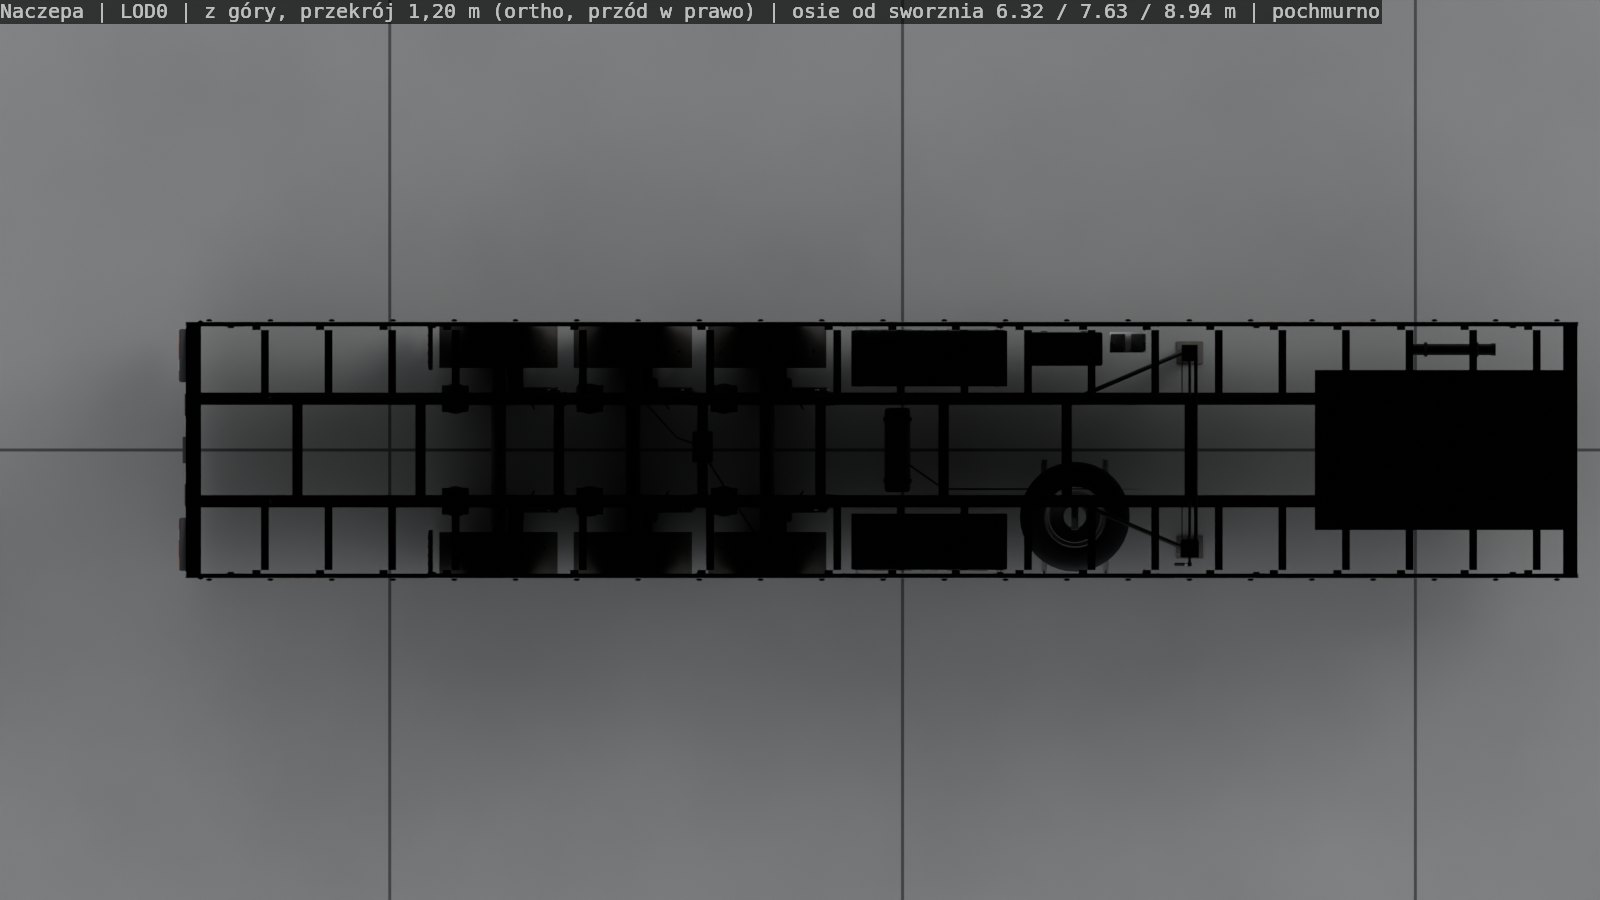 Naczepa | LOD0 | z góry, przekrój 1,20 m (ortho, przód w prawo) | osie od sworznia 6.32 / 7.63 / 8.94 m | pochmurno